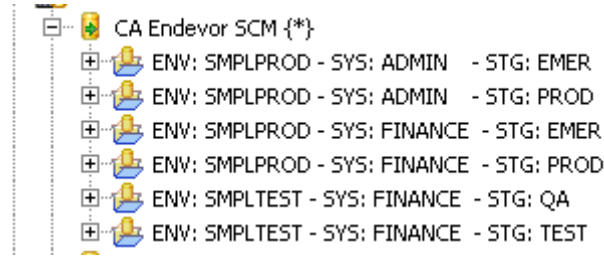 CA Endevor SCM {*}
ENV: SMPLPROD - SYS: ADMIN - STG: EMER
ENV: SMPLPROD - SYS: ADMIN - STG: PROD
ENV: SMPLPROD - SYS: FINANCE - STG: EMER
ENV: SMPLPROD - SYS: FINANCE - STG: PROD
ENV: SMPLTEST - SYS: FINANCE - STG: QA
ENV: SMPLTEST - SYS: FINANCE - STG: TEST